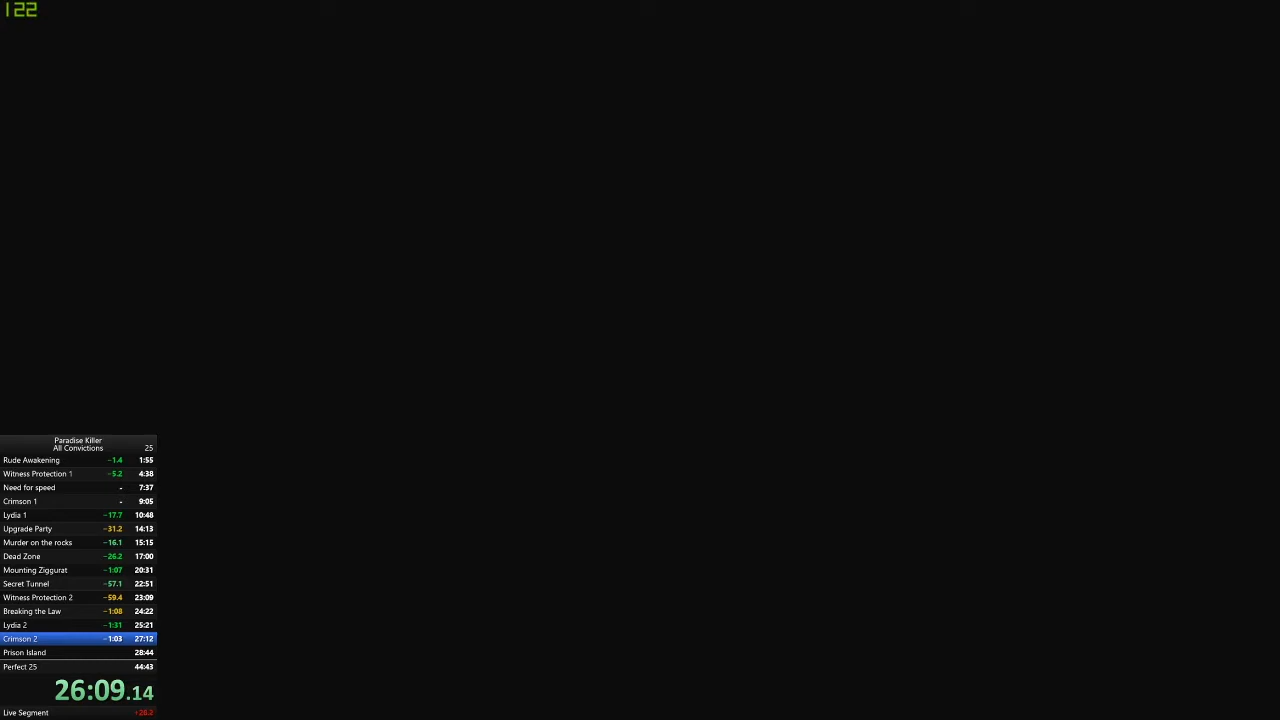 122
Paradise Killer
All Convictions 25
Rude Awakening −1.4 1:55
Witness Protection 1 −5.2 4:38
Need for speed - 7:37
Crimson 1 - 9:05
Lydia 1 −17.7 10:48
Upgrade Party −31.2 14:13
Murder on the rocks −16.1 15:15
Dead Zone −26.2 17:00
Mounting Ziggurat −1:07 20:31
Secret Tunnel −57.1 22:51
Witness Protection 2 −59.4 23:09
Breaking the Law −1:08 24:22
Lydia 2 −1:31 25:21
Crimson 2 −1:03 27:12
Prison Island 28:44
Perfect 25 44:43
26:09.14
Live Segment +26.2